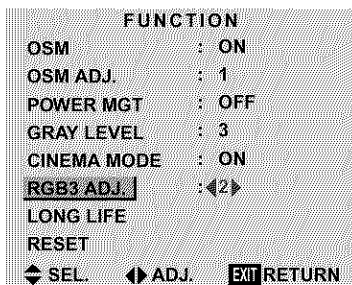 FUNCTION
OSM : ON
OSM ADJ. : 1
POWER MGT : OFF
GRAY LEVEL : 3
CINEMA MODE : ON
RGB3 ADJ. : 2
LONG LIFE
RESET
SEL. ADJ. EXIT RETURN